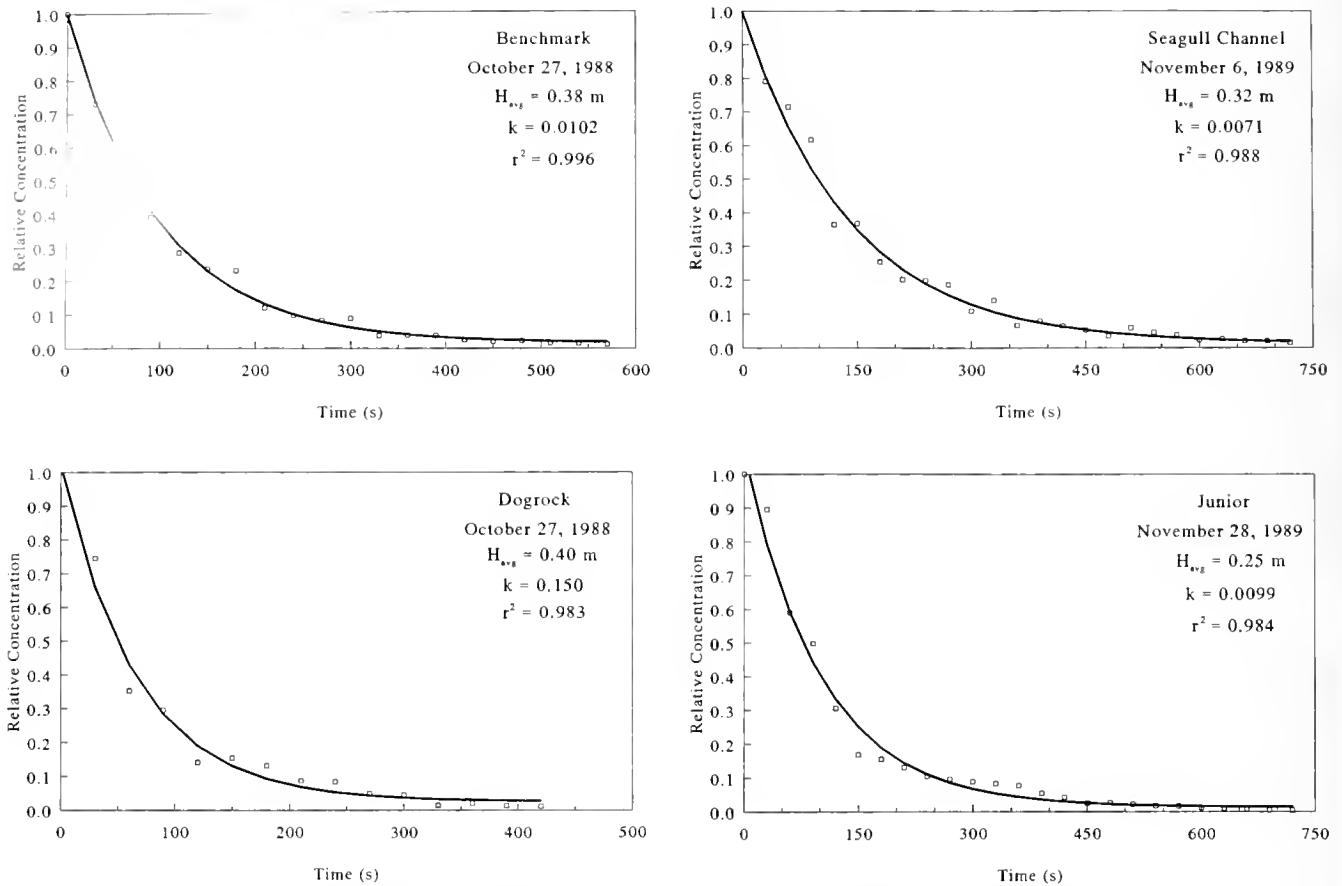 Benchmark
October 27, 1988
H_avg = 0.38 m
k = 0.0102
r² = 0.996
Relative Concentration
1.0
0.9
0.8
0.7
0.6
0.5
0.4
0.3
0.2
0.1
0.0
0 100 200 300 400 500 600
Time (s)
Seagull Channel
November 6, 1989
H_avg = 0.32 m
k = 0.0071
r² = 0.988
Relative Concentration
1.0
0.9
0.8
0.7
0.6
0.5
0.4
0.3
0.2
0.1
0.0
0 150 300 450 600 750
Time (s)
Dogrock
October 27, 1988
H_avg = 0.40 m
k = 0.150
r² = 0.983
Relative Concentration
1.0
0.9
0.8
0.7
0.6
0.5
0.4
0.3
0.2
0.1
0.0
0 100 200 300 400 500
Time (s)
Junior
November 28, 1989
H_avg = 0.25 m
k = 0.0099
r² = 0.984
Relative Concentration
1.0
0.9
0.8
0.7
0.6
0.5
0.4
0.3
0.2
0.1
0.0
0 150 300 450 600 750
Time (s)